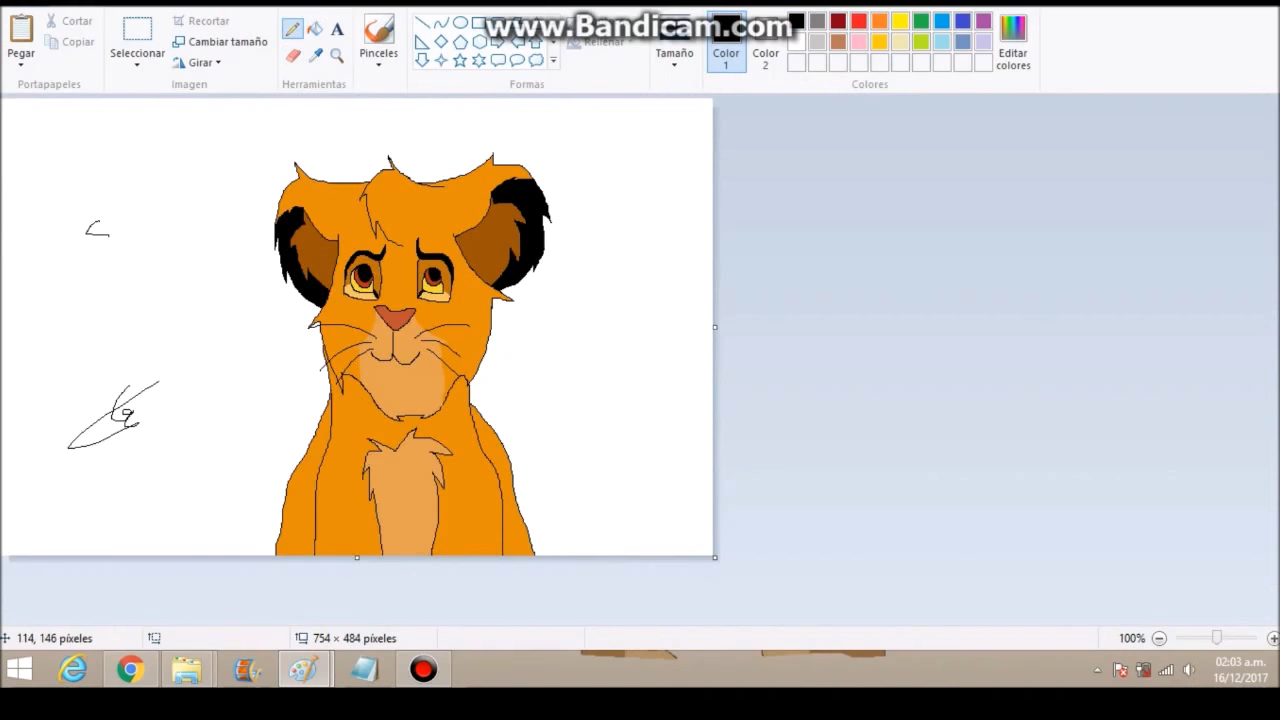 www.Bandicam.com
Pegar
Cortar
Copiar
Portapapeles
Seleccionar
Recortar
Cambiar tamaño
Girar
Imagen
A
Herramientas
Pinceles
Rellenar
Formas
Tamaño
Color 1
Color 2
Editar colores
Colores
114, 146 píxeles
754 × 484 píxeles
100%
02:03 a.m.
16/12/2017